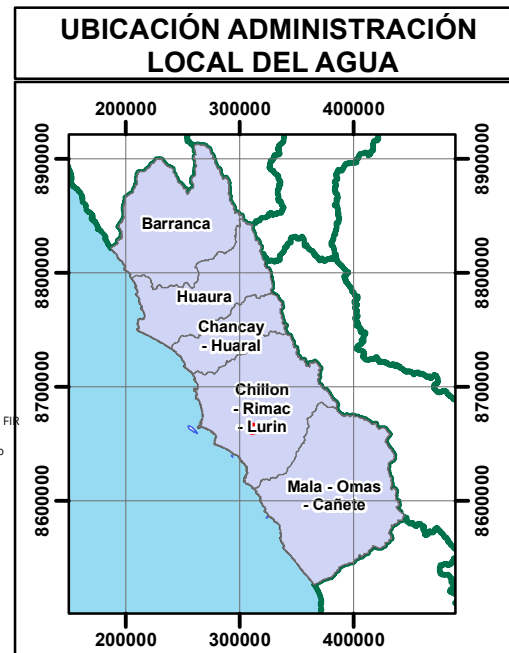 UBICACIÓN ADMINISTRACIÓN
LOCAL DEL AGUA
200000 300000 400000
8900000 8900000
Barranca
8800000 8800000
Huaura
Chancay
- Huaral
8700000 8700000
Chillon
- Rimac
- Lurin
FIR
o
Mala - Omas
- Cañete
8600000 8600000
200000 300000 400000